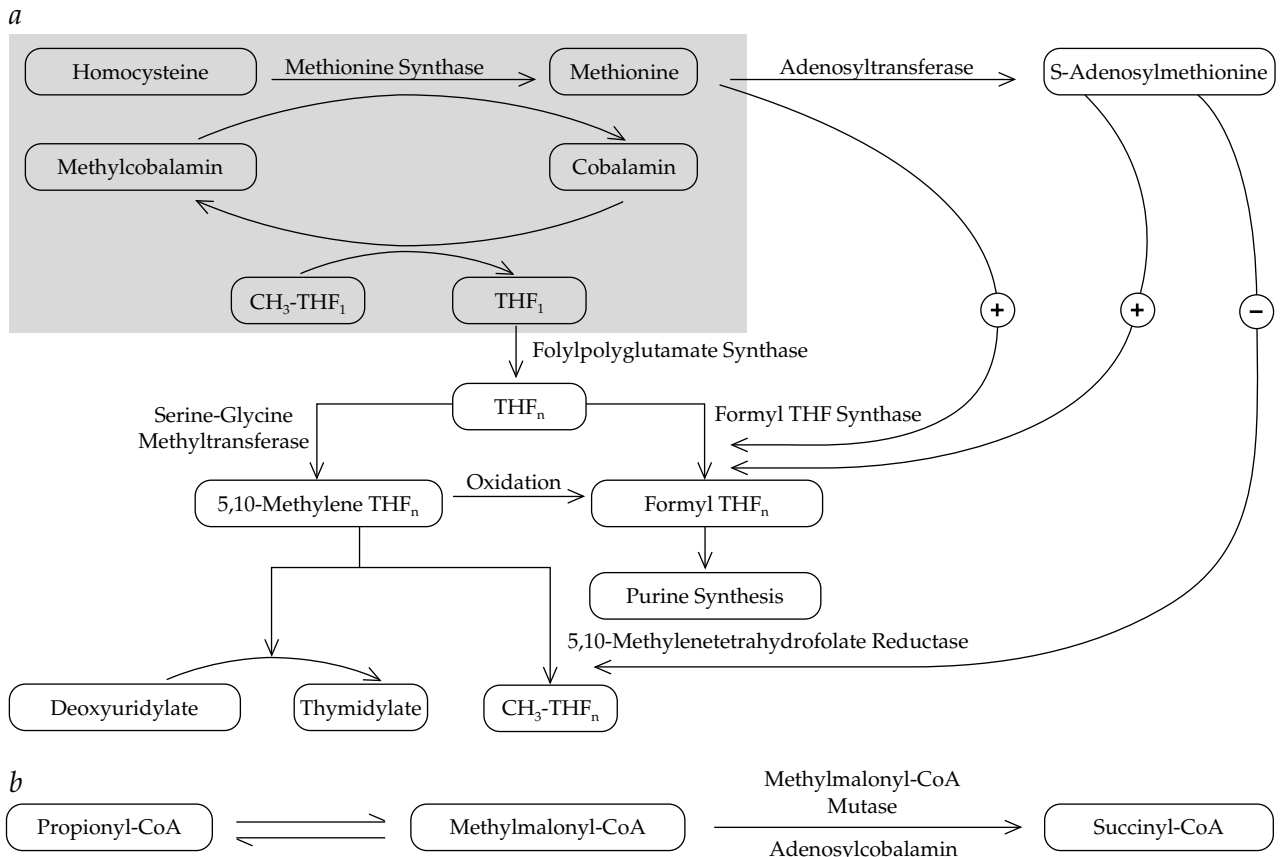 a
Homocysteine
Methionine Synthase
Methionine
Adenosyltransferase
S-Adenosylmethionine
Methylcobalamin
Cobalamin
CH₃-THF₁
THF₁
+
+
−
Folylpolyglutamate Synthase
THFₙ
Serine-Glycine
Methyltransferase
Formyl THF Synthase
5,10-Methylene THFₙ
Oxidation
Formyl THFₙ
Purine Synthesis
5,10-Methylenetetrahydrofolate Reductase
Deoxyuridylate
Thymidylate
CH₃-THFₙ
b
Propionyl-CoA
Methylmalonyl-CoA
Methylmalonyl-CoA
Mutase
Adenosylcobalamin
Succinyl-CoA